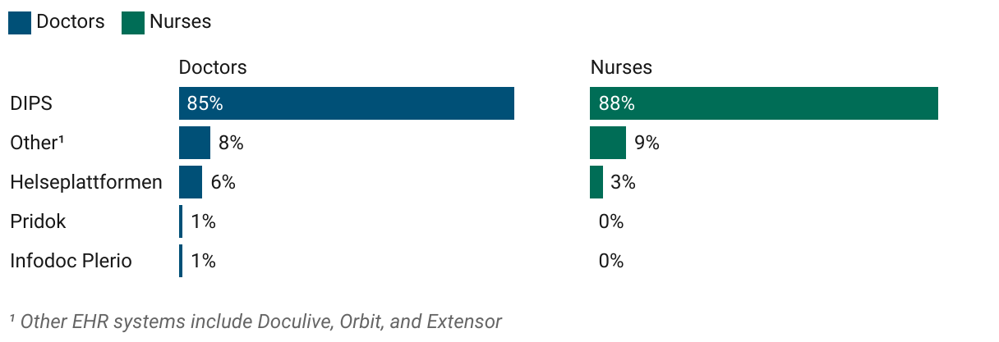 Doctors Nurses
Doctors Nurses
DIPS 85% 88%
Other¹ 8% 9%
Helseplattformen 6% 3%
Pridok 1% 0%
Infodoc Plerio 1% 0%
¹ Other EHR systems include Doculive, Orbit, and Extensor